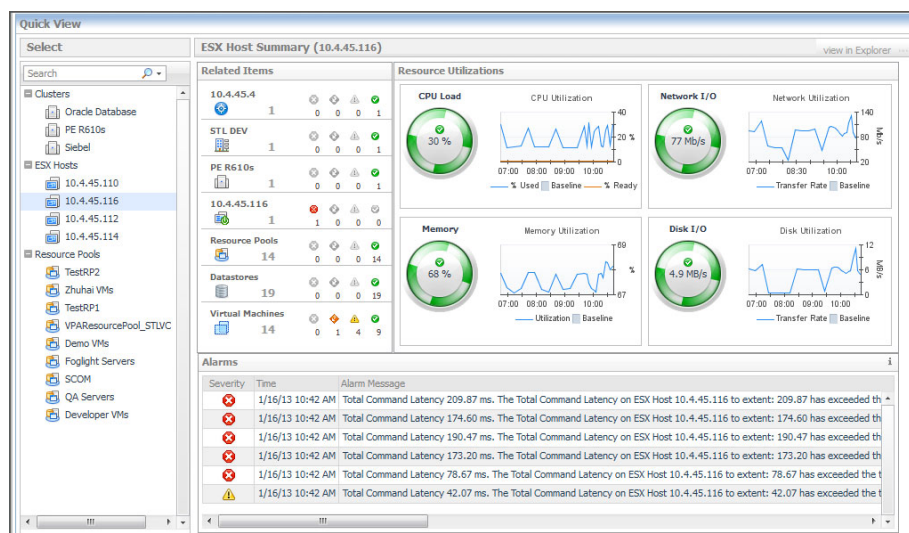 Quick View
Select
Search
Clusters
Oracle Database
PE R610s
Siebel
ESX Hosts
10.4.45.110
10.4.45.116
10.4.45.112
10.4.45.114
Resource Pools
TestRP2
Zhuhai VMs
TestRP1
VPAResourcePool_STLVC
Demo VMs
Foglight Servers
SCOM
QA Servers
Developer VMs
ESX Host Summary (10.4.45.116)
view in Explorer
Related Items
10.4.45.4
1 0 0 0 1
STL DEV
1 0 0 0 1
PE R610s
1 0 0 0 1
10.4.45.116
1 1 0 0 0
Resource Pools
14 0 0 0 14
Datastores
19 0 0 0 19
Virtual Machines
14 0 1 4 9
Resource Utilizations
CPU Load
30 %
CPU Utilization
40
20 %
0
07:00 08:00 09:00 10:00
% Used Baseline % Ready
Network I/O
77 Mb/s
Network Utilization
140
80
20
Mb/s
07:00 08:30 10:00
Transfer Rate Baseline
Memory
68 %
Memory Utilization
69
%
67
07:00 08:00 09:00 10:00
Utilization Baseline
Disk I/O
4.9 MB/s
Disk Utilization
12
6
0
MB/s
07:00 08:00 09:00 10:00
Transfer Rate Baseline
Alarms
Severity Time Alarm Message
1/16/13 10:42 AM Total Command Latency 209.87 ms. The Total Command Latency on ESX Host 10.4.45.116 to extent: 209.87 has exceeded th
1/16/13 10:42 AM Total Command Latency 174.60 ms. The Total Command Latency on ESX Host 10.4.45.116 to extent: 174.60 has exceeded th
1/16/13 10:42 AM Total Command Latency 190.47 ms. The Total Command Latency on ESX Host 10.4.45.116 to extent: 190.47 has exceeded th
1/16/13 10:42 AM Total Command Latency 173.20 ms. The Total Command Latency on ESX Host 10.4.45.116 to extent: 173.20 has exceeded th
1/16/13 10:42 AM Total Command Latency 78.67 ms. The Total Command Latency on ESX Host 10.4.45.116 to extent: 78.67 has exceeded the t
1/16/13 10:42 AM Total Command Latency 42.07 ms. The Total Command Latency on ESX Host 10.4.45.116 to extent: 42.07 has exceeded the t